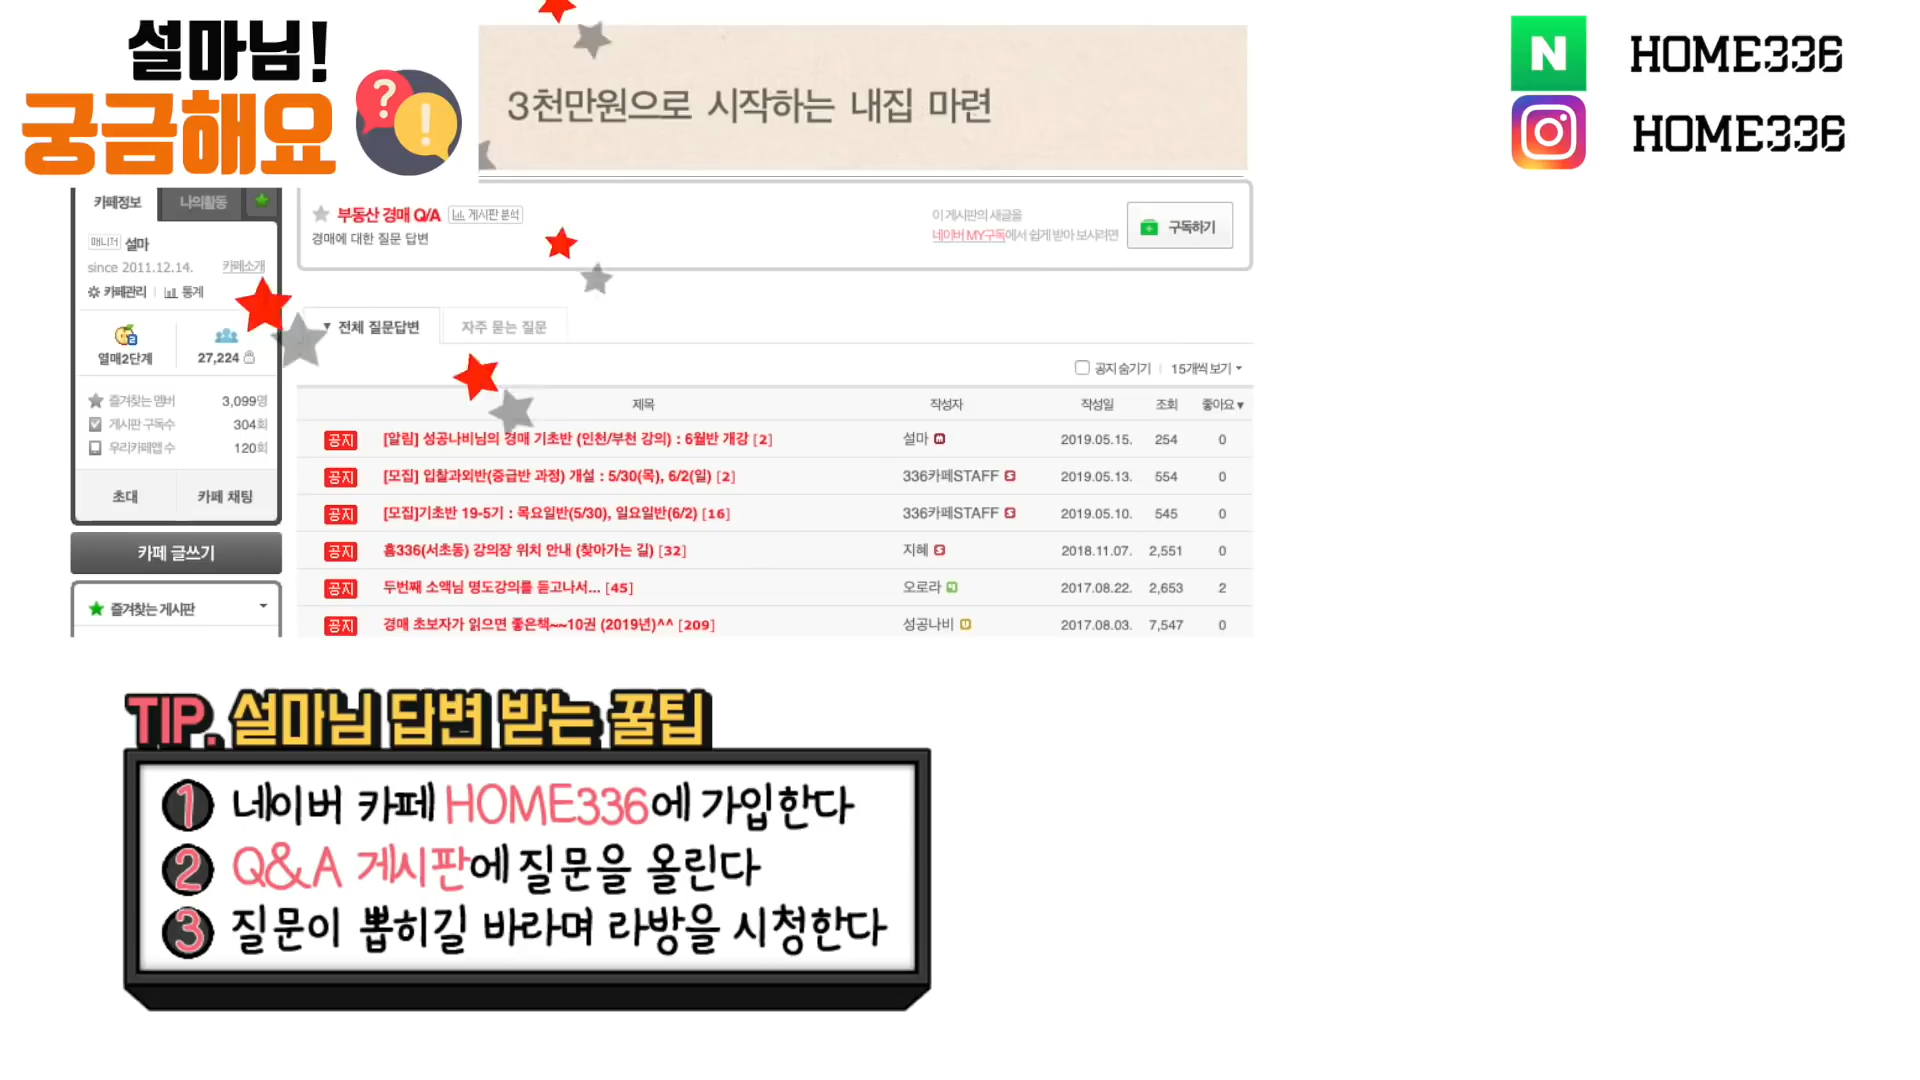 설마님!
궁금해요
? !
3천만원으로 시작하는 내집 마련
N HOME336
HOME336
카페정보 나의활동
매니저 설마
since 2011.12.14. 카페소개
카페관리 통계
열매2단계 27,224
즐겨찾는 멤버 3,099명
게시판 구독수 304회
우리카페앱 수 120회
초대 카페 채팅
카페 글쓰기
즐겨찾는 게시판
부동산 경매 Q/A 게시판 분석
경매에 대한 질문 답변
이 게시판의 새글을
네이버 MY구독에서 쉽게 받아 보시려면
구독하기
전체 질문답변 자주 묻는 질문
공지 숨기기 15개씩 보기
제목 작성자 작성일 조회 좋아요
공지 [알림] 성공나비님의 경매 기초반 (인천/부천 강의) : 6월반 개강 [2] 설마 2019.05.15. 254 0
공지 [모집] 입찰과외반(중급반 과정) 개설 : 5/30(목), 6/2(일) [2] 336카페STAFF 2019.05.13. 554 0
공지 [모집]기초반 19-5기 : 목요일반(5/30), 일요일반(6/2) [16] 336카페STAFF 2019.05.10. 545 0
공지 홈336(서초동) 강의장 위치 안내 (찾아가는 길) [32] 지혜 2018.11.07. 2,551 0
공지 두번째 소액님 명도강의를 듣고나서... [45] 오로라 2017.08.22. 2,653 2
공지 경매 초보자가 읽으면 좋은책~~10권 (2019년)^^ [209] 성공나비 2017.08.03. 7,547 0
TIP. 설마님 답변 받는 꿀팁
1 네이버 카페 HOME336에 가입한다
2 Q&A 게시판에 질문을 올린다
3 질문이 뽑히길 바라며 라방을 시청한다